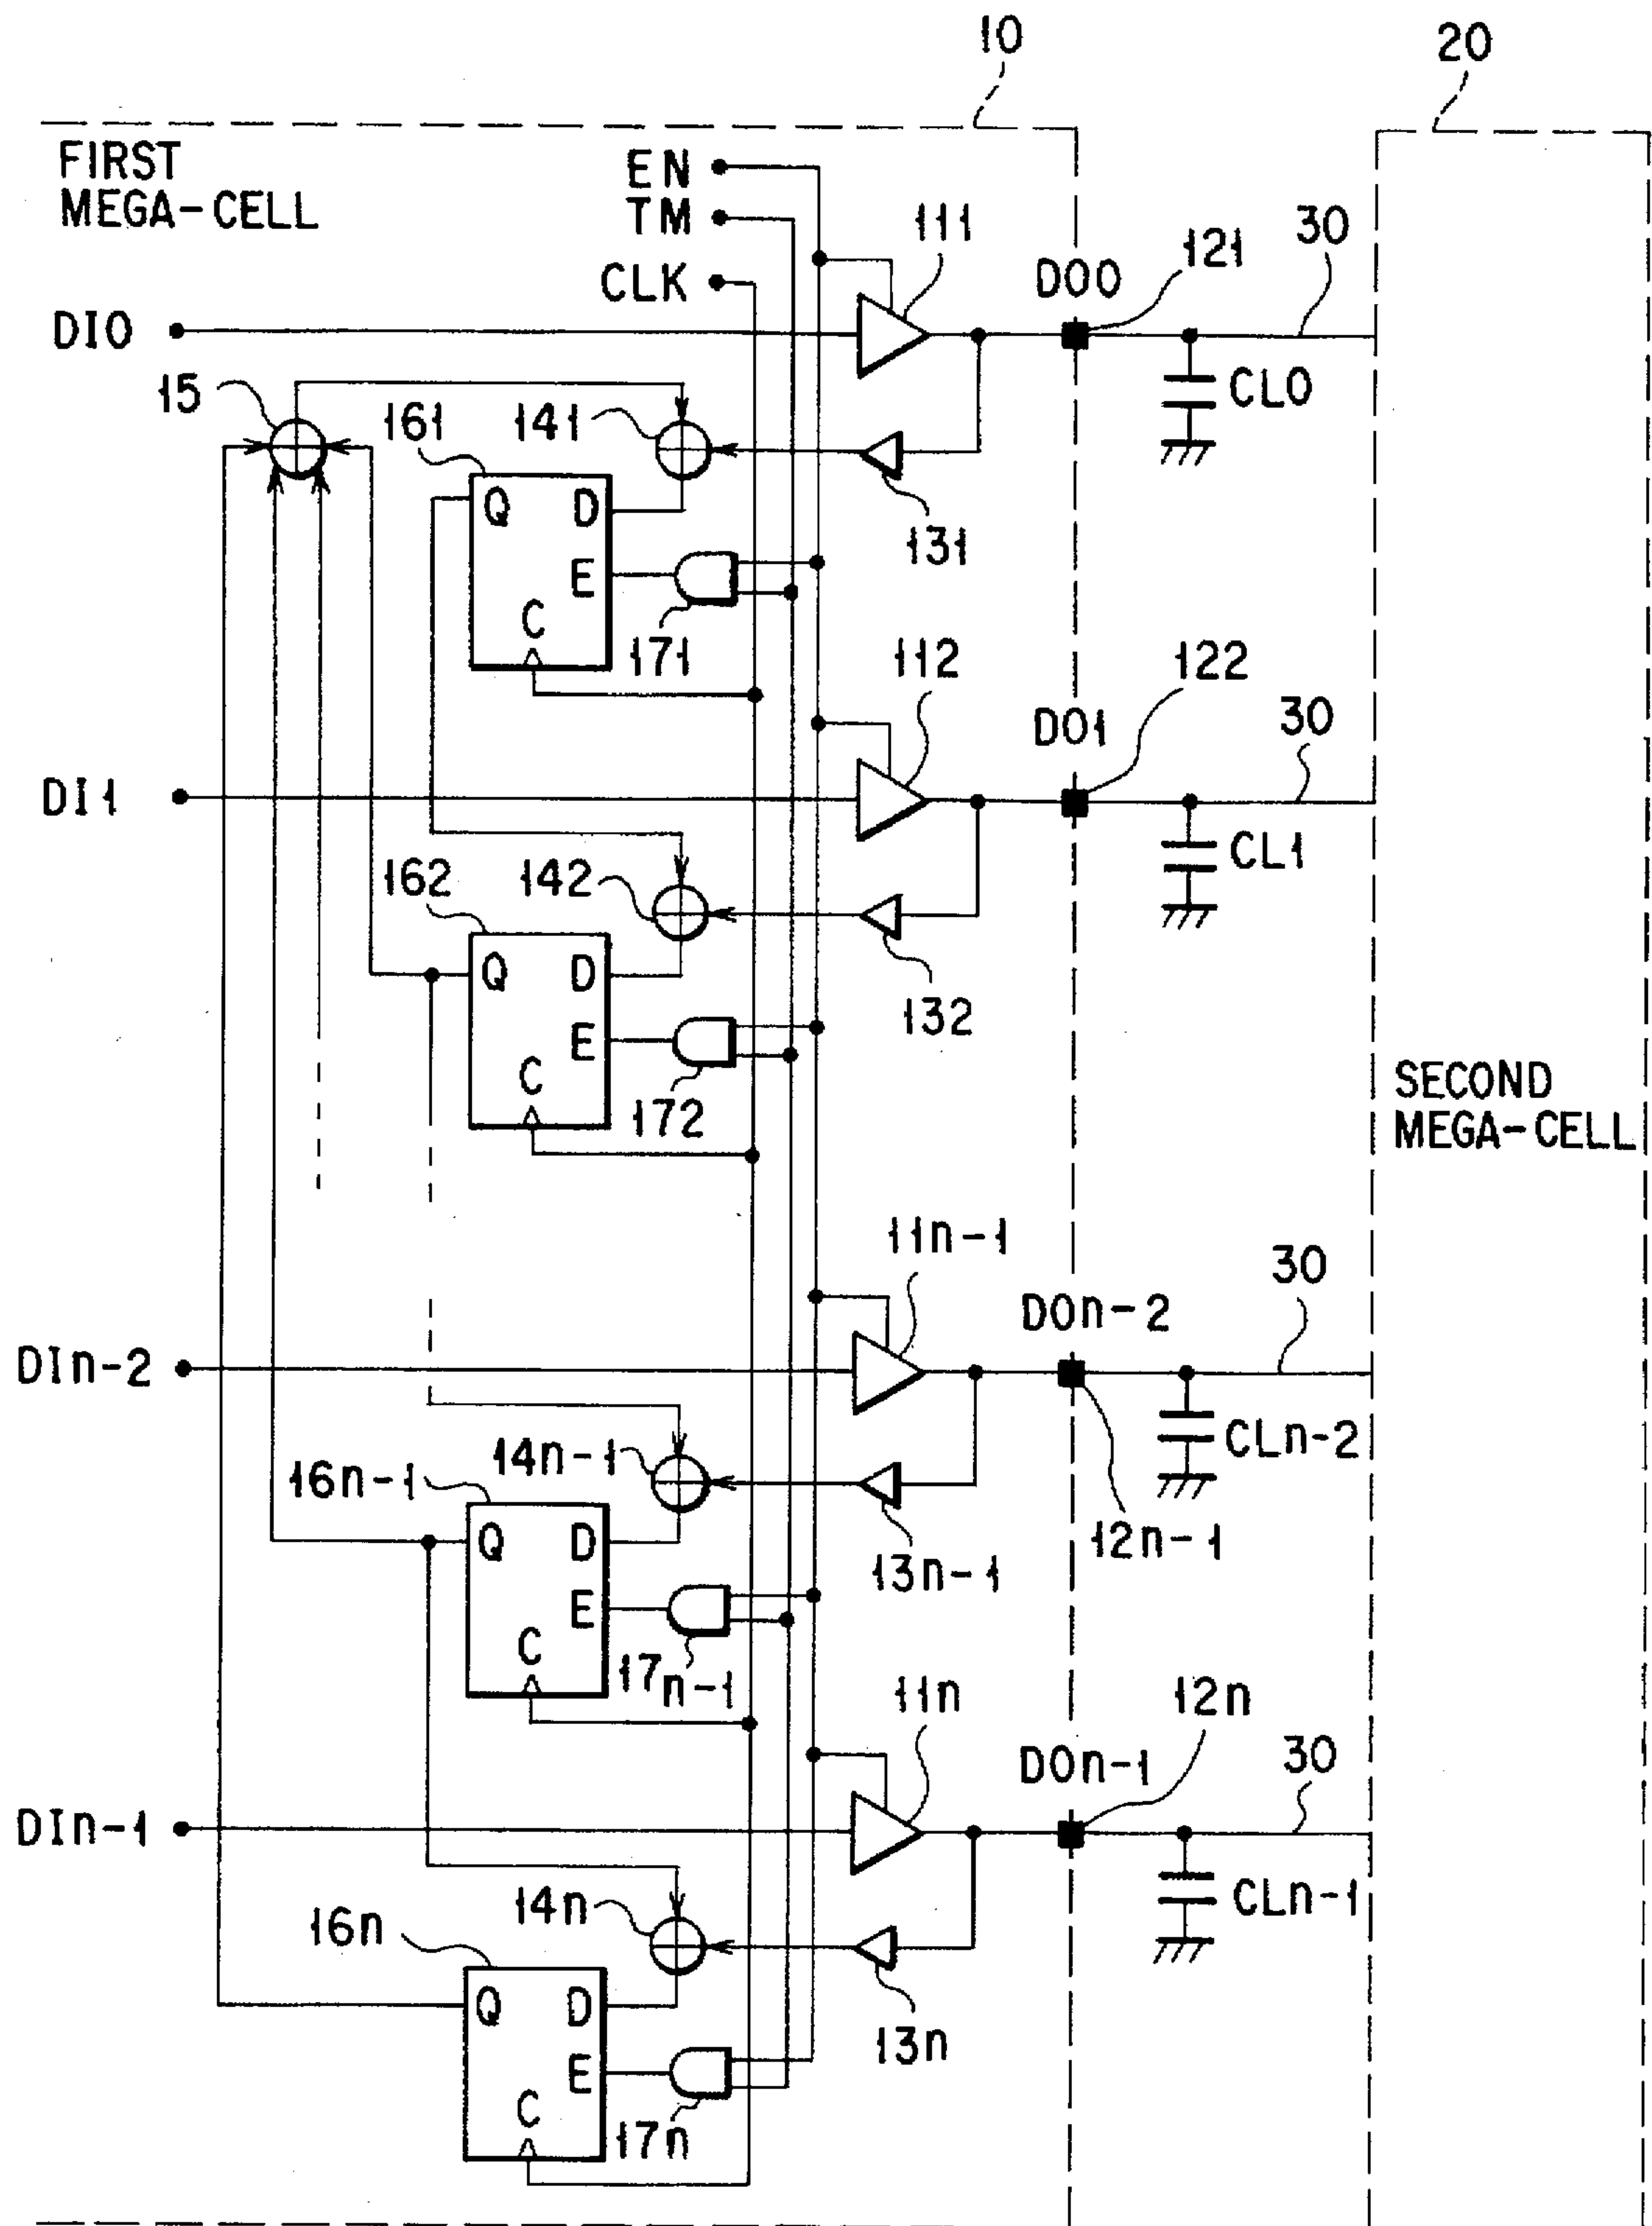 10
20
FIRST
MEGA-CELL
EN
TM
CLK
111
DO0
121
30
DI0
15
161
141
CL0
Q D
131
E
C
171
112
122
DO1
30
DI1
162
142
CL1
Q D
132
E
C
172
SECOND
MEGA-CELL
11n-1
30
DOn-2
DIn-2
14n-1
CLn-2
16n-1
12n-1
Q D
13n-1
E
C
17n-1
11n
12n
DOn-1
30
DIn-1
14n
CLn-1
16n
Q D
13n
E
C
17n